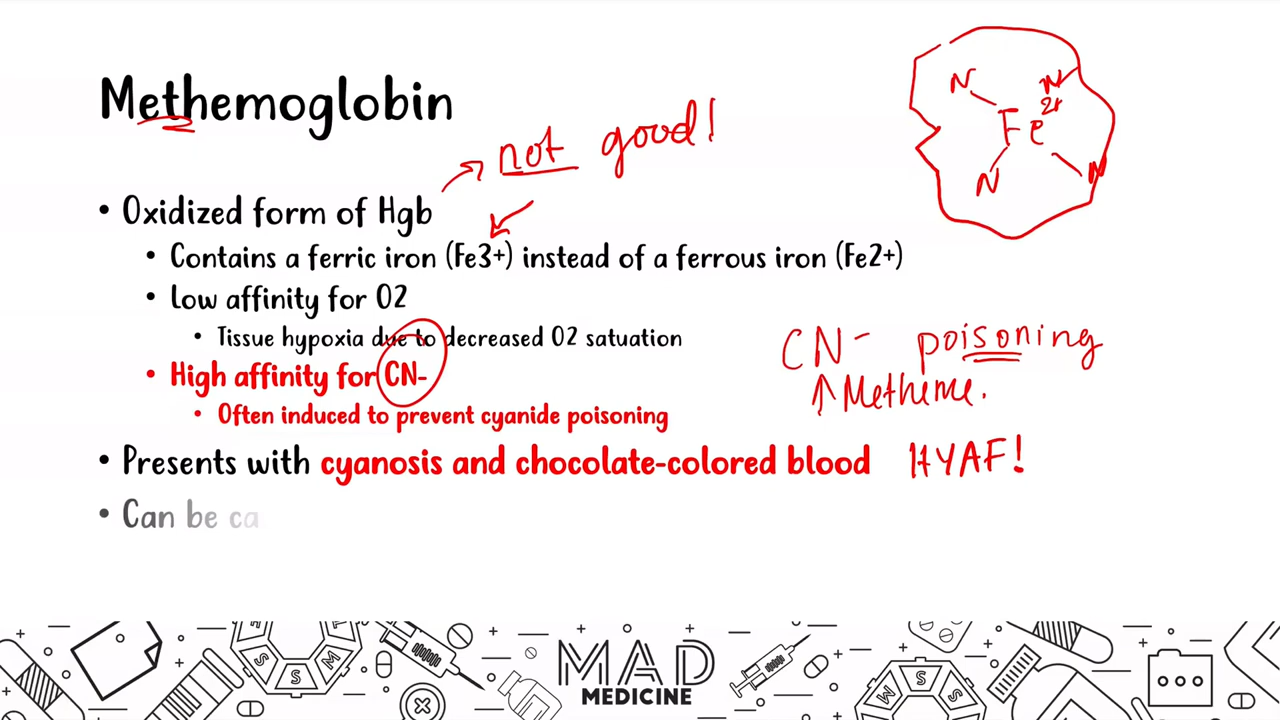 Methemoglobin
not good!
• Oxidized form of Hgb
• Contains a ferric iron (Fe3+) instead of a ferrous iron (Fe2+)
• Low affinity for O2
• Tissue hypoxia due to decreased O2 satuation
• High affinity for CN-
• Often induced to prevent cyanide poisoning
• Presents with cyanosis and chocolate-colored blood
HYAF!
• Can be ca
N N
Fe 2+
N N
CN- poisoning
↑ Metheme.
S S M
M S S
MAD
MEDICINE